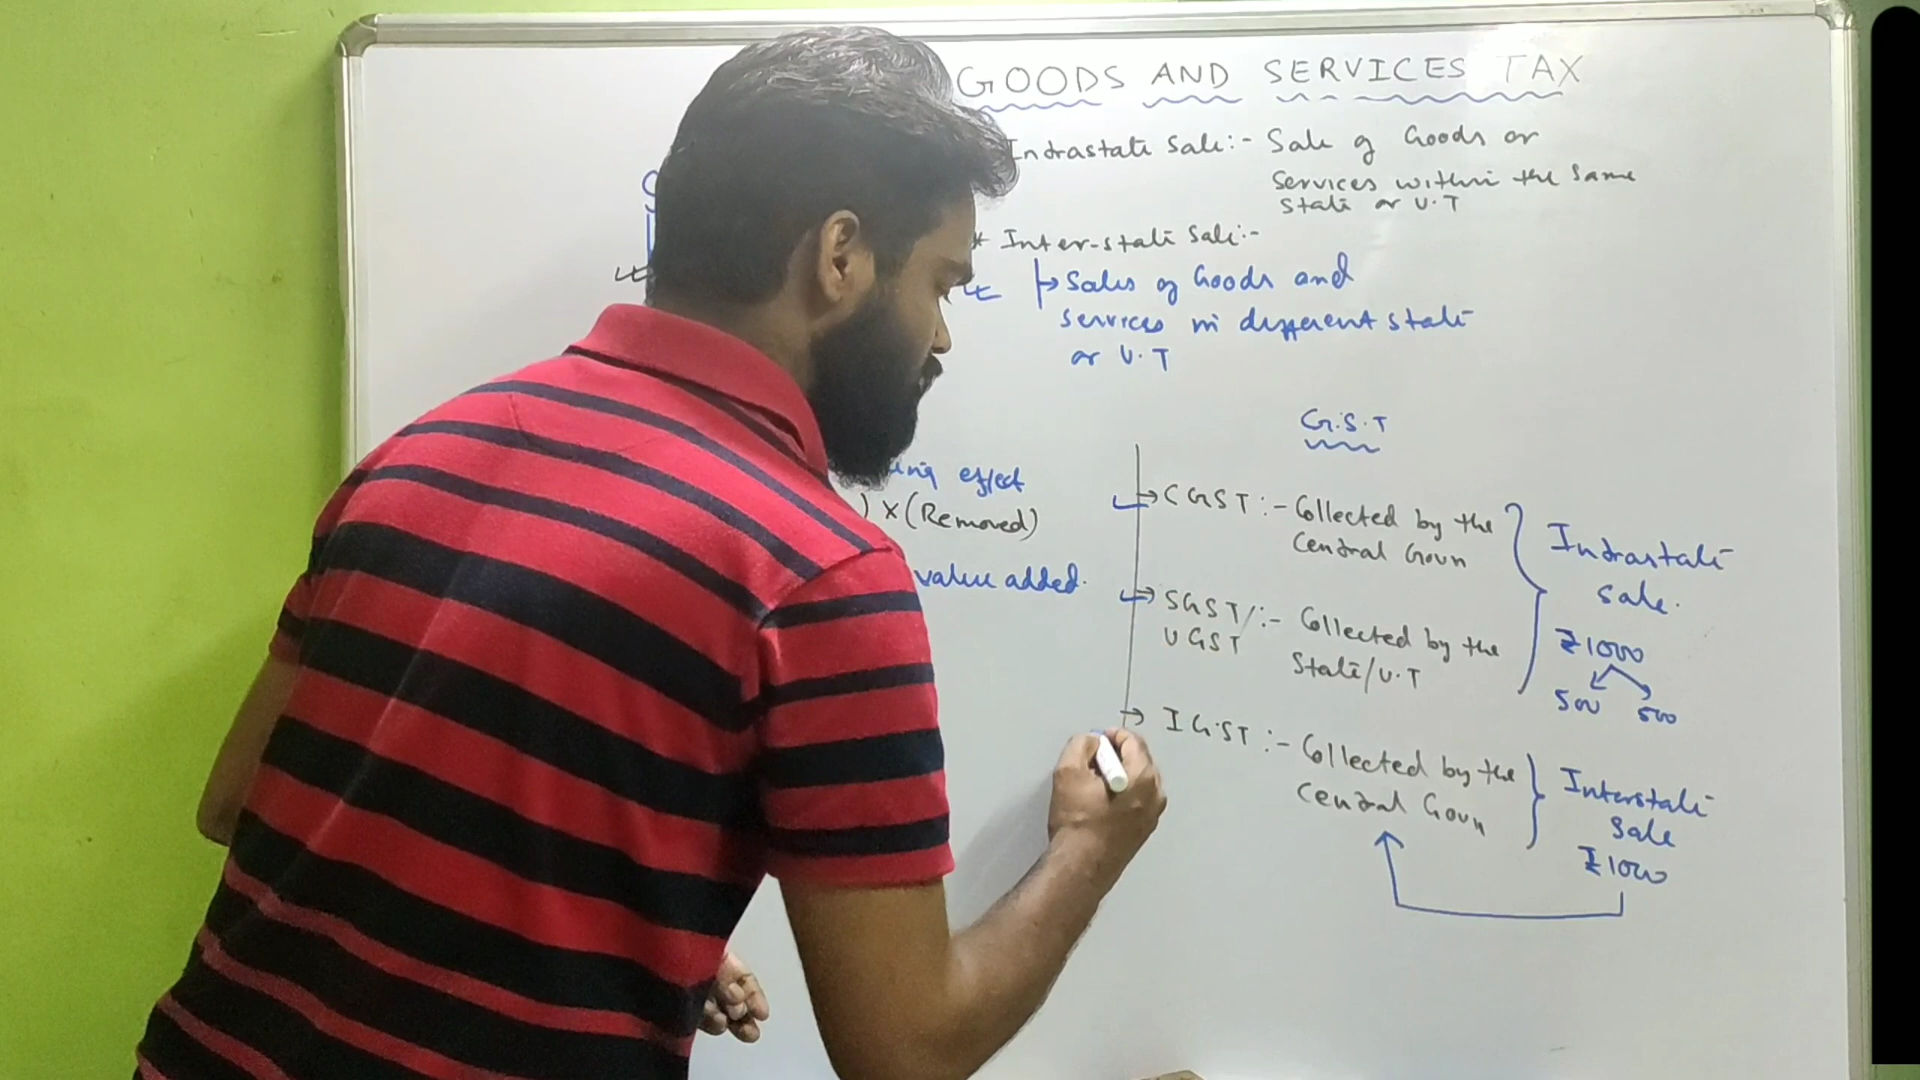 GOODS AND SERVICES TAX
Intrastate Sale:- Sale of Goods or
services within the same
state or U.T
* Inter-state Sale:-
Sales of Goods and
services in different state
or U.T
G.S.T
effect
) X (Removed)
value added.
CGST:- Collected by the
Central Govn
SGST/:- Collected by the
UGST
State/U.T
IGST:- Collected by the
Central Govn
Intrastate
sale.
₹1000
500 500
Interstate
Sale
₹1000